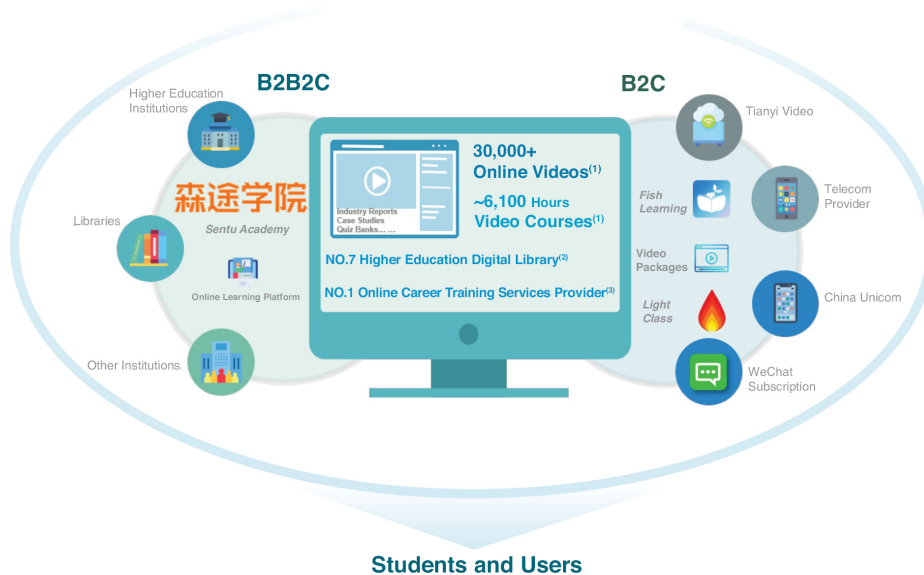 B2B2C
Higher Education
Institutions
森途学院
Sentu Academy
Libraries
Online Learning Platform
Other Institutions
Industry Reports
Case Studies
Quiz Banks... ...
30,000+
Online Videos(1)
~6,100 Hours
Video Courses(1)
NO.7 Higher Education Digital Library(2)
NO.1 Online Career Training Services Provider(3)
B2C
Tianyi Video
Fish
Learning
Telecom
Provider
Video
Packages
Light
Class
China Unicom
WeChat
Subscription
Students and Users